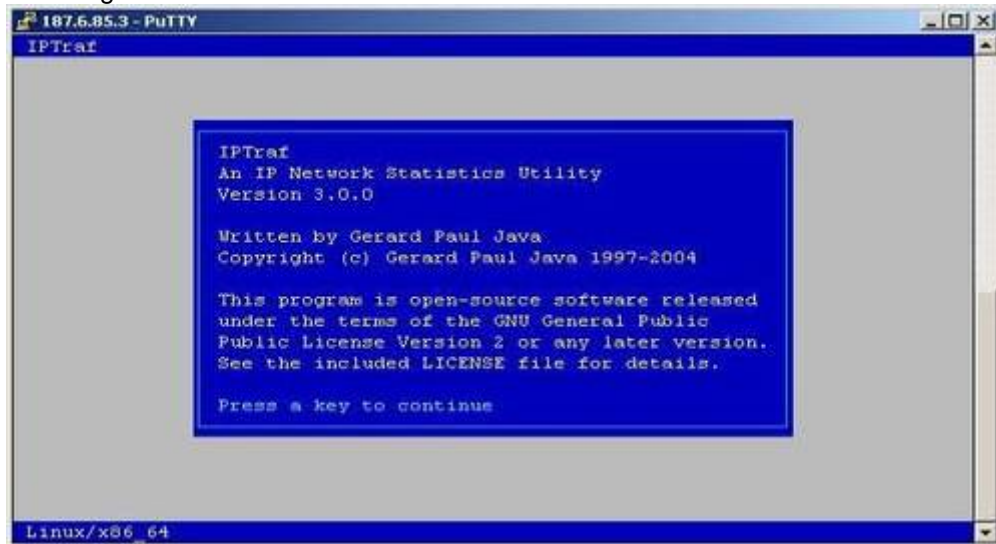 187.6.85.3 - PuTTY
IPTraf
IPTraf
An IP Network Statistics Utility
Version 3.0.0
Written by Gerard Paul Java
Copyright (c) Gerard Paul Java 1997-2004
This program is open-source software released
under the terms of the GNU General Public
Public License Version 2 or any later version.
See the included LICENSE file for details.
Press a key to continue
Linux/x86_64